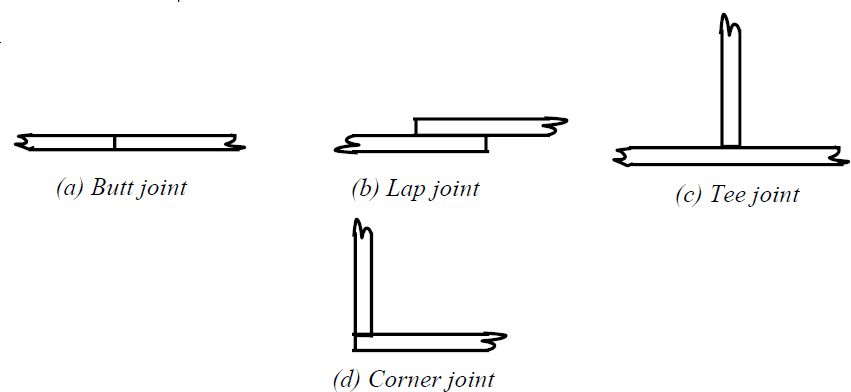 (a) Butt joint
(b) Lap joint
(c) Tee joint
(d) Corner joint